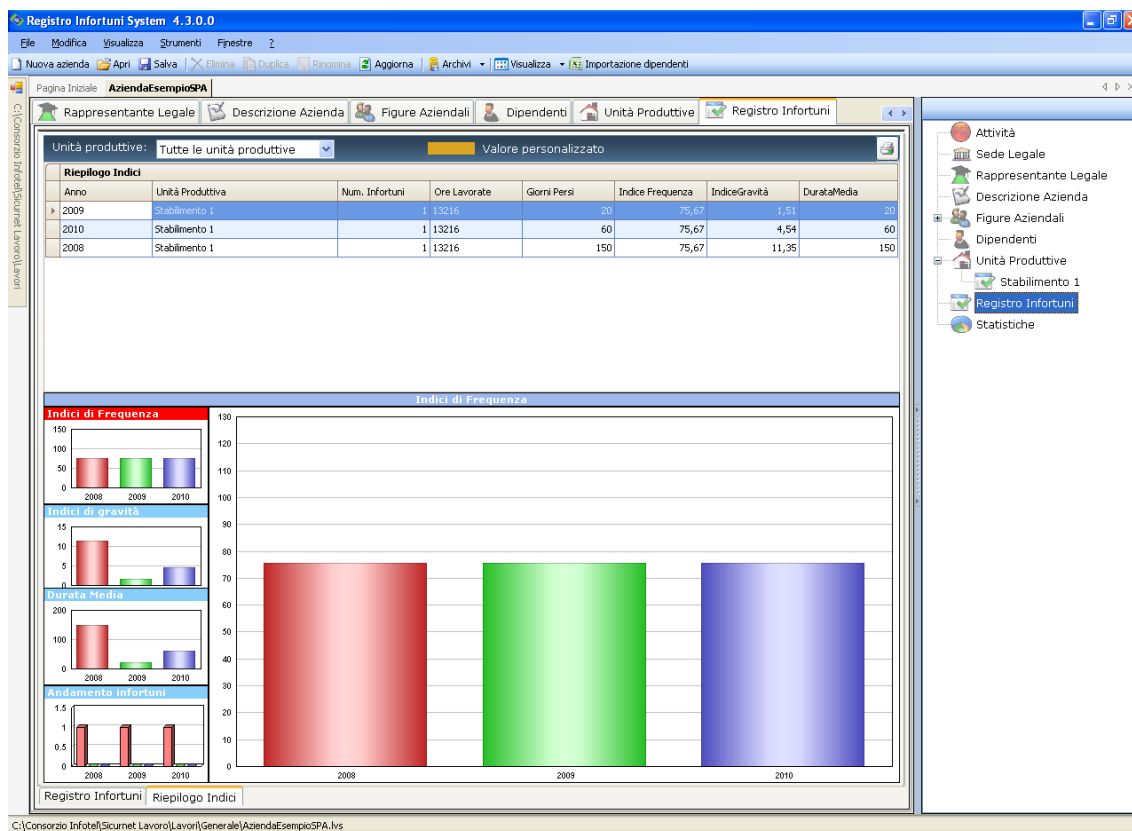 Registro Infortuni System 4.3.0.0
File Modifica Visualizza Strumenti Finestre ?
Nuova azienda Apri Salva Elimina Duplica Rinomina Aggiorna Archivi Visualizza Importazione dipendenti
Pagina Iniziale AziendaEsempioSPA
C:\Consorzio Infotel\Sicurnet Lavoro\Lavori
Rappresentante Legale Descrizione Azienda Figure Aziendali Dipendenti Unità Produttive Registro Infortuni
Unità produttive: Tutte le unità produttive Valore personalizzato
Riepilogo Indici
Anno Unità Produttiva Num. Infortuni Ore Lavorate Giorni Persi Indice Frequenza IndiceGravità DurataMedia
2009 Stabilimento 1 1 13216 20 75,67 1,51 20
2010 Stabilimento 1 1 13216 60 75,67 4,54 60
2008 Stabilimento 1 1 13216 150 75,67 11,35 150
Indici di Frequenza
Indici di Frequenza
150
100
50
0
2008 2009 2010
Indici di gravità
15
10
5
0
Durata Media
200
100
0
2008 2009 2010
Andamento infortuni
1.5
1
0.5
0
2008 2009 2010
130
120
110
100
90
80
70
60
50
40
30
20
10
0
2008 2009 2010
Registro Infortuni Riepilogo Indici
Attività
Sede Legale
Rappresentante Legale
Descrizione Azienda
Figure Aziendali
Dipendenti
Unità Produttive
Stabilimento 1
Registro Infortuni
Statistiche
C:\Consorzio Infotel\Sicurnet Lavoro\Lavori\Generale\AziendaEsempioSPA.lvs